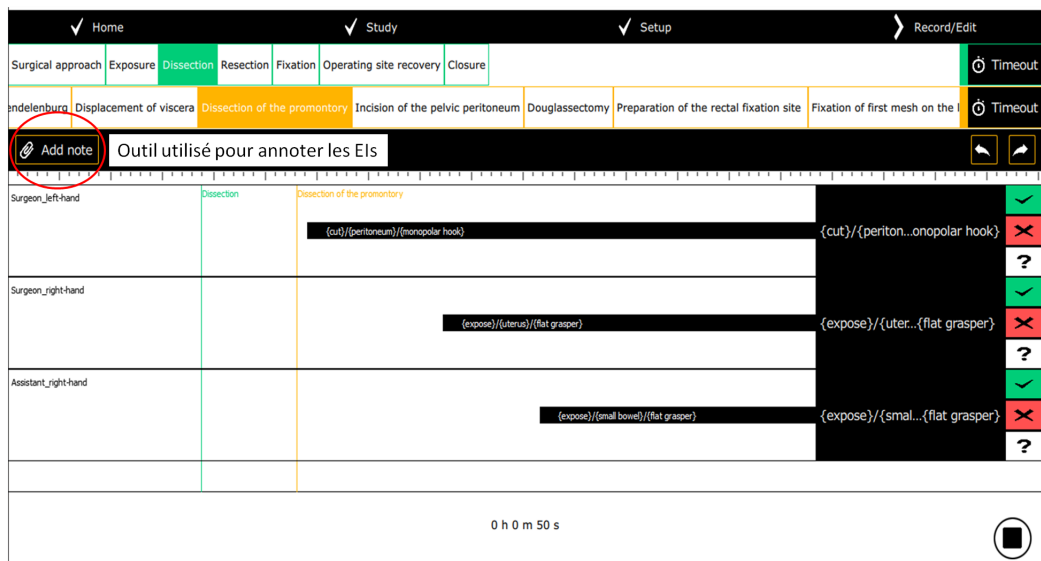 Home
Study
Setup
Record/Edit
Surgical approach Exposure Dissection Resection Fixation Operating site recovery Closure
Timeout
endelenburg Displacement of viscera Dissection of the promontory Incision of the pelvic peritoneum Douglassectomy Preparation of the rectal fixation site Fixation of first mesh on the l
Timeout
Add note
Outil utilisé pour annoter les EIs
Surgeon_left-hand
Dissection
Dissection of the promontory
{cut}/{peritoneum}/{monopolar hook}
{cut}/{periton...onopolar hook}
?
Surgeon_right-hand
{expose}/{uterus}/{flat grasper}
{expose}/{uter...{flat grasper}
?
Assistant_right-hand
{expose}/{small bowel}/{flat grasper}
{expose}/{smal...{flat grasper}
?
0 h 0 m 50 s